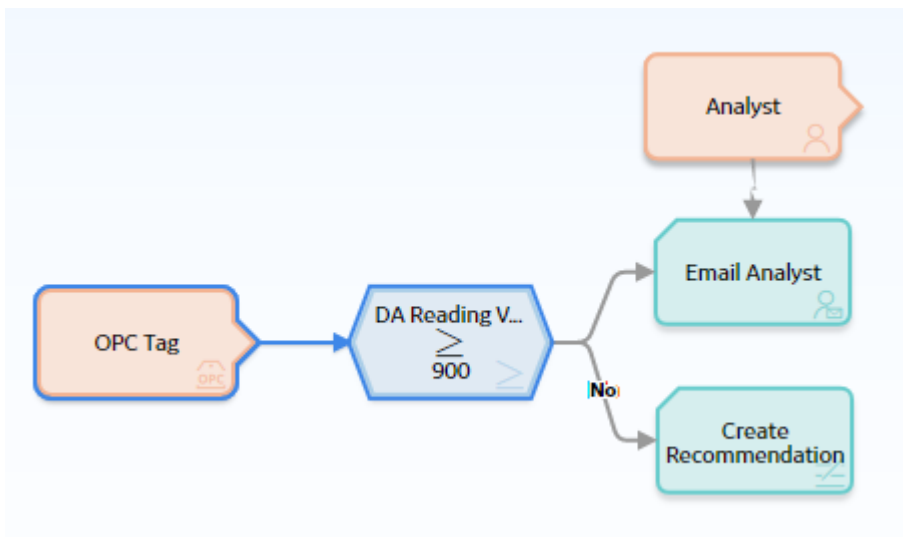 Analyst
Email Analyst
DA Reading V...
≥
900
OPC Tag
OPC
No
Create
Recommendation